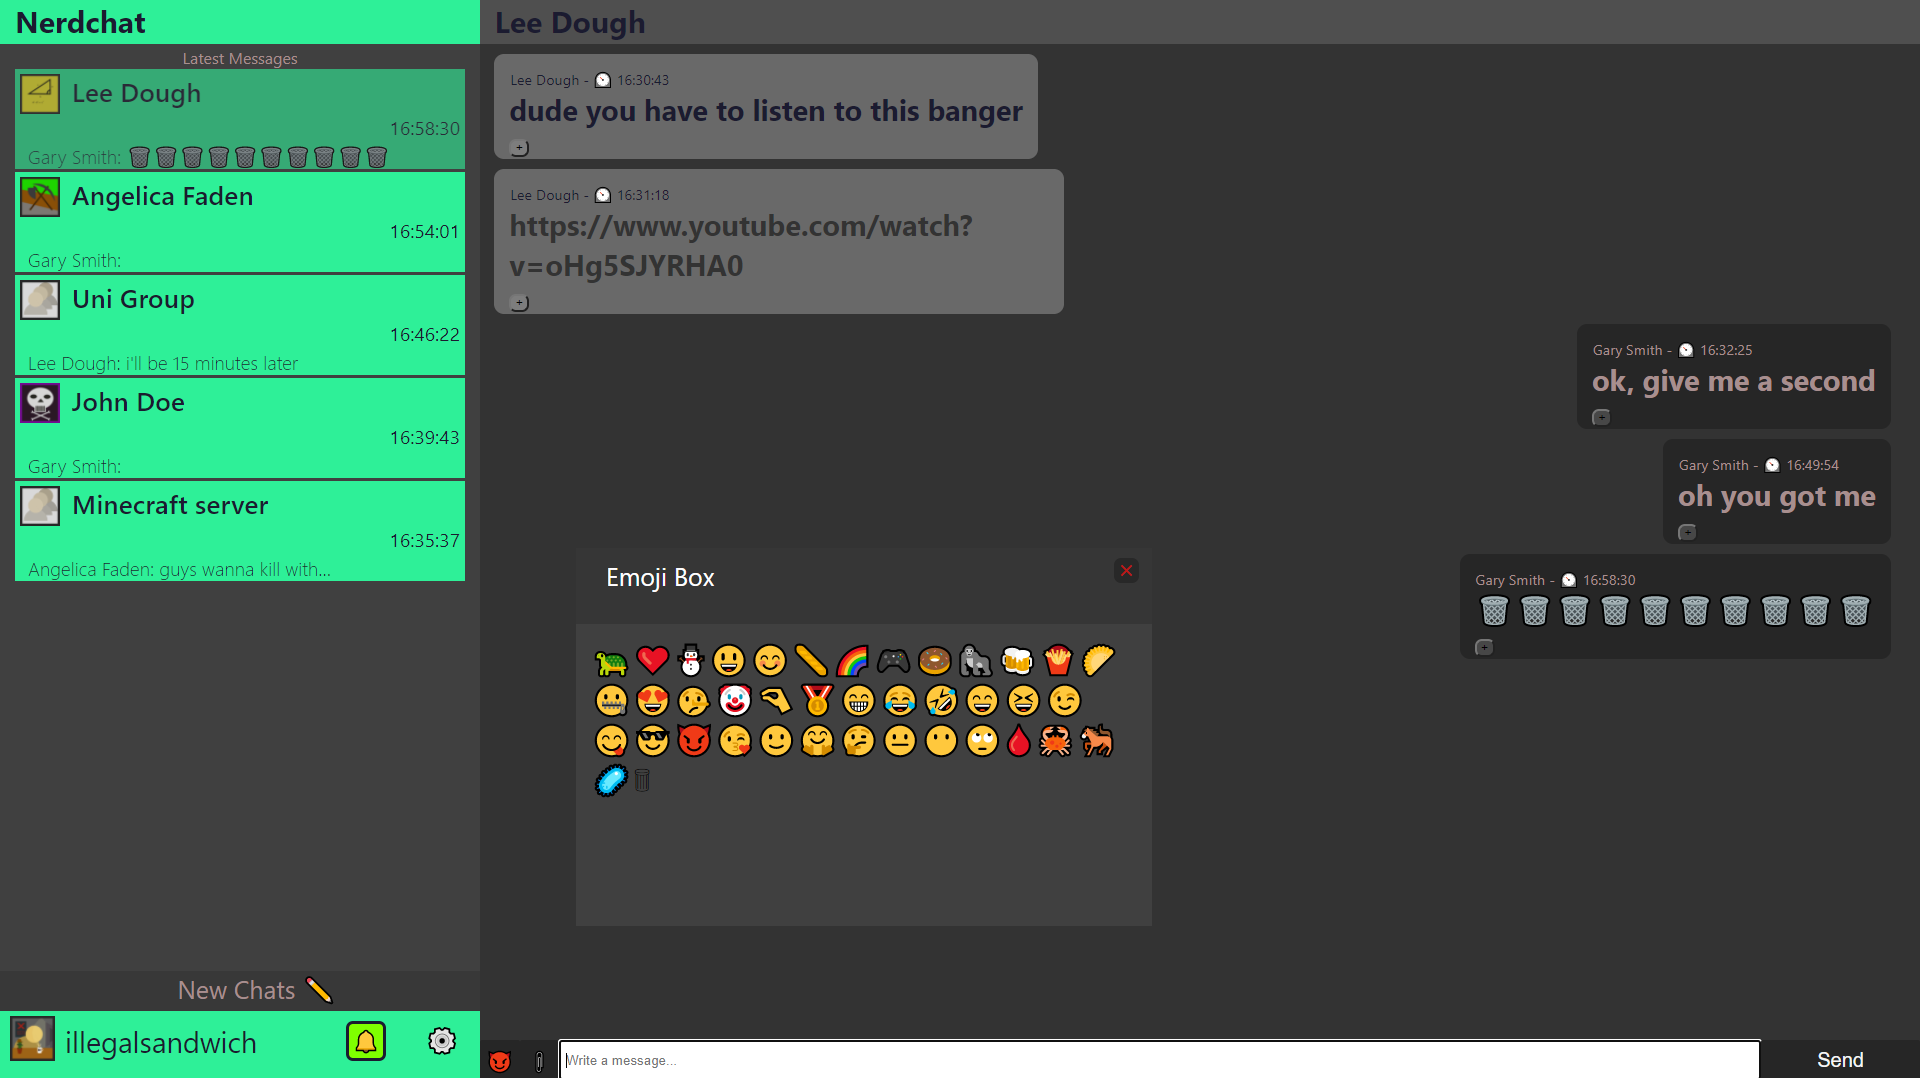 Nerdchat
Latest Messages
Lee Dough
16:58:30
Gary Smith: 🗑🗑🗑🗑🗑🗑🗑🗑🗑🗑
Angelica Faden
16:54:01
Gary Smith:
Uni Group
16:46:22
Lee Dough: i'll be 15 minutes later
John Doe
16:39:43
Gary Smith:
Minecraft server
16:35:37
Angelica Faden: guys wanna kill with...
New Chats
illegalsandwich
Lee Dough
Lee Dough - 16:30:43
dude you have to listen to this banger
+
Lee Dough - 16:31:18
https://www.youtube.com/watch?
v=oHg5SJYRHA0
+
Gary Smith - 16:32:25
ok, give me a second
+
Gary Smith - 16:49:54
oh you got me
+
Gary Smith - 16:58:30
🗑🗑🗑🗑🗑🗑🗑🗑🗑🗑
+
Emoji Box
Write a message...
Send